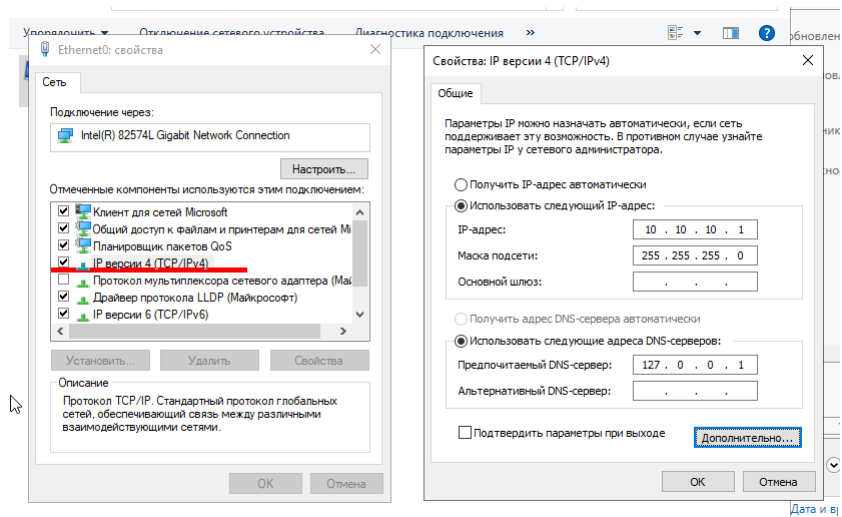 Упорядочить
Отключение сетевого устройства
Диагностика подключения
»
?
Ethernet0: свойства
Сеть
Подключение через:
Intel(R) 82574L Gigabit Network Connection
Настроить...
Отмеченные компоненты используются этим подключением:
Клиент для сетей Microsoft
Общий доступ к файлам и принтерам для сетей Mi
Планировщик пакетов QoS
IP версии 4 (TCP/IPv4)
Протокол мультиплексора сетевого адаптера (Май
Драйвер протокола LLDP (Майкрософт)
IP версии 6 (TCP/IPv6)
Установить...
Удалить
Свойства
Описание
Протокол TCP/IP. Стандартный протокол глобальных
сетей, обеспечивающий связь между различными
взаимодействующими сетями.
OK
Отмена
Свойства: IP версии 4 (TCP/IPv4)
Общие
Параметры IP можно назначать автоматически, если сеть
поддерживает эту возможность. В противном случае узнайте
параметры IP у сетевого администратора.
Получить IP-адрес автоматически
Использовать следующий IP-адрес:
IP-адрес:
10 . 10 . 10 . 1
Маска подсети:
255 . 255 . 255 . 0
Основной шлюз:
. . .
Получить адрес DNS-сервера автоматически
Использовать следующие адреса DNS-серверов:
Предпочитаемый DNS-сервер:
127 . 0 . 0 . 1
Альтернативный DNS-сервер:
. . .
Подтвердить параметры при выходе
Дополнительно...
OK
Отмена
Дата и в